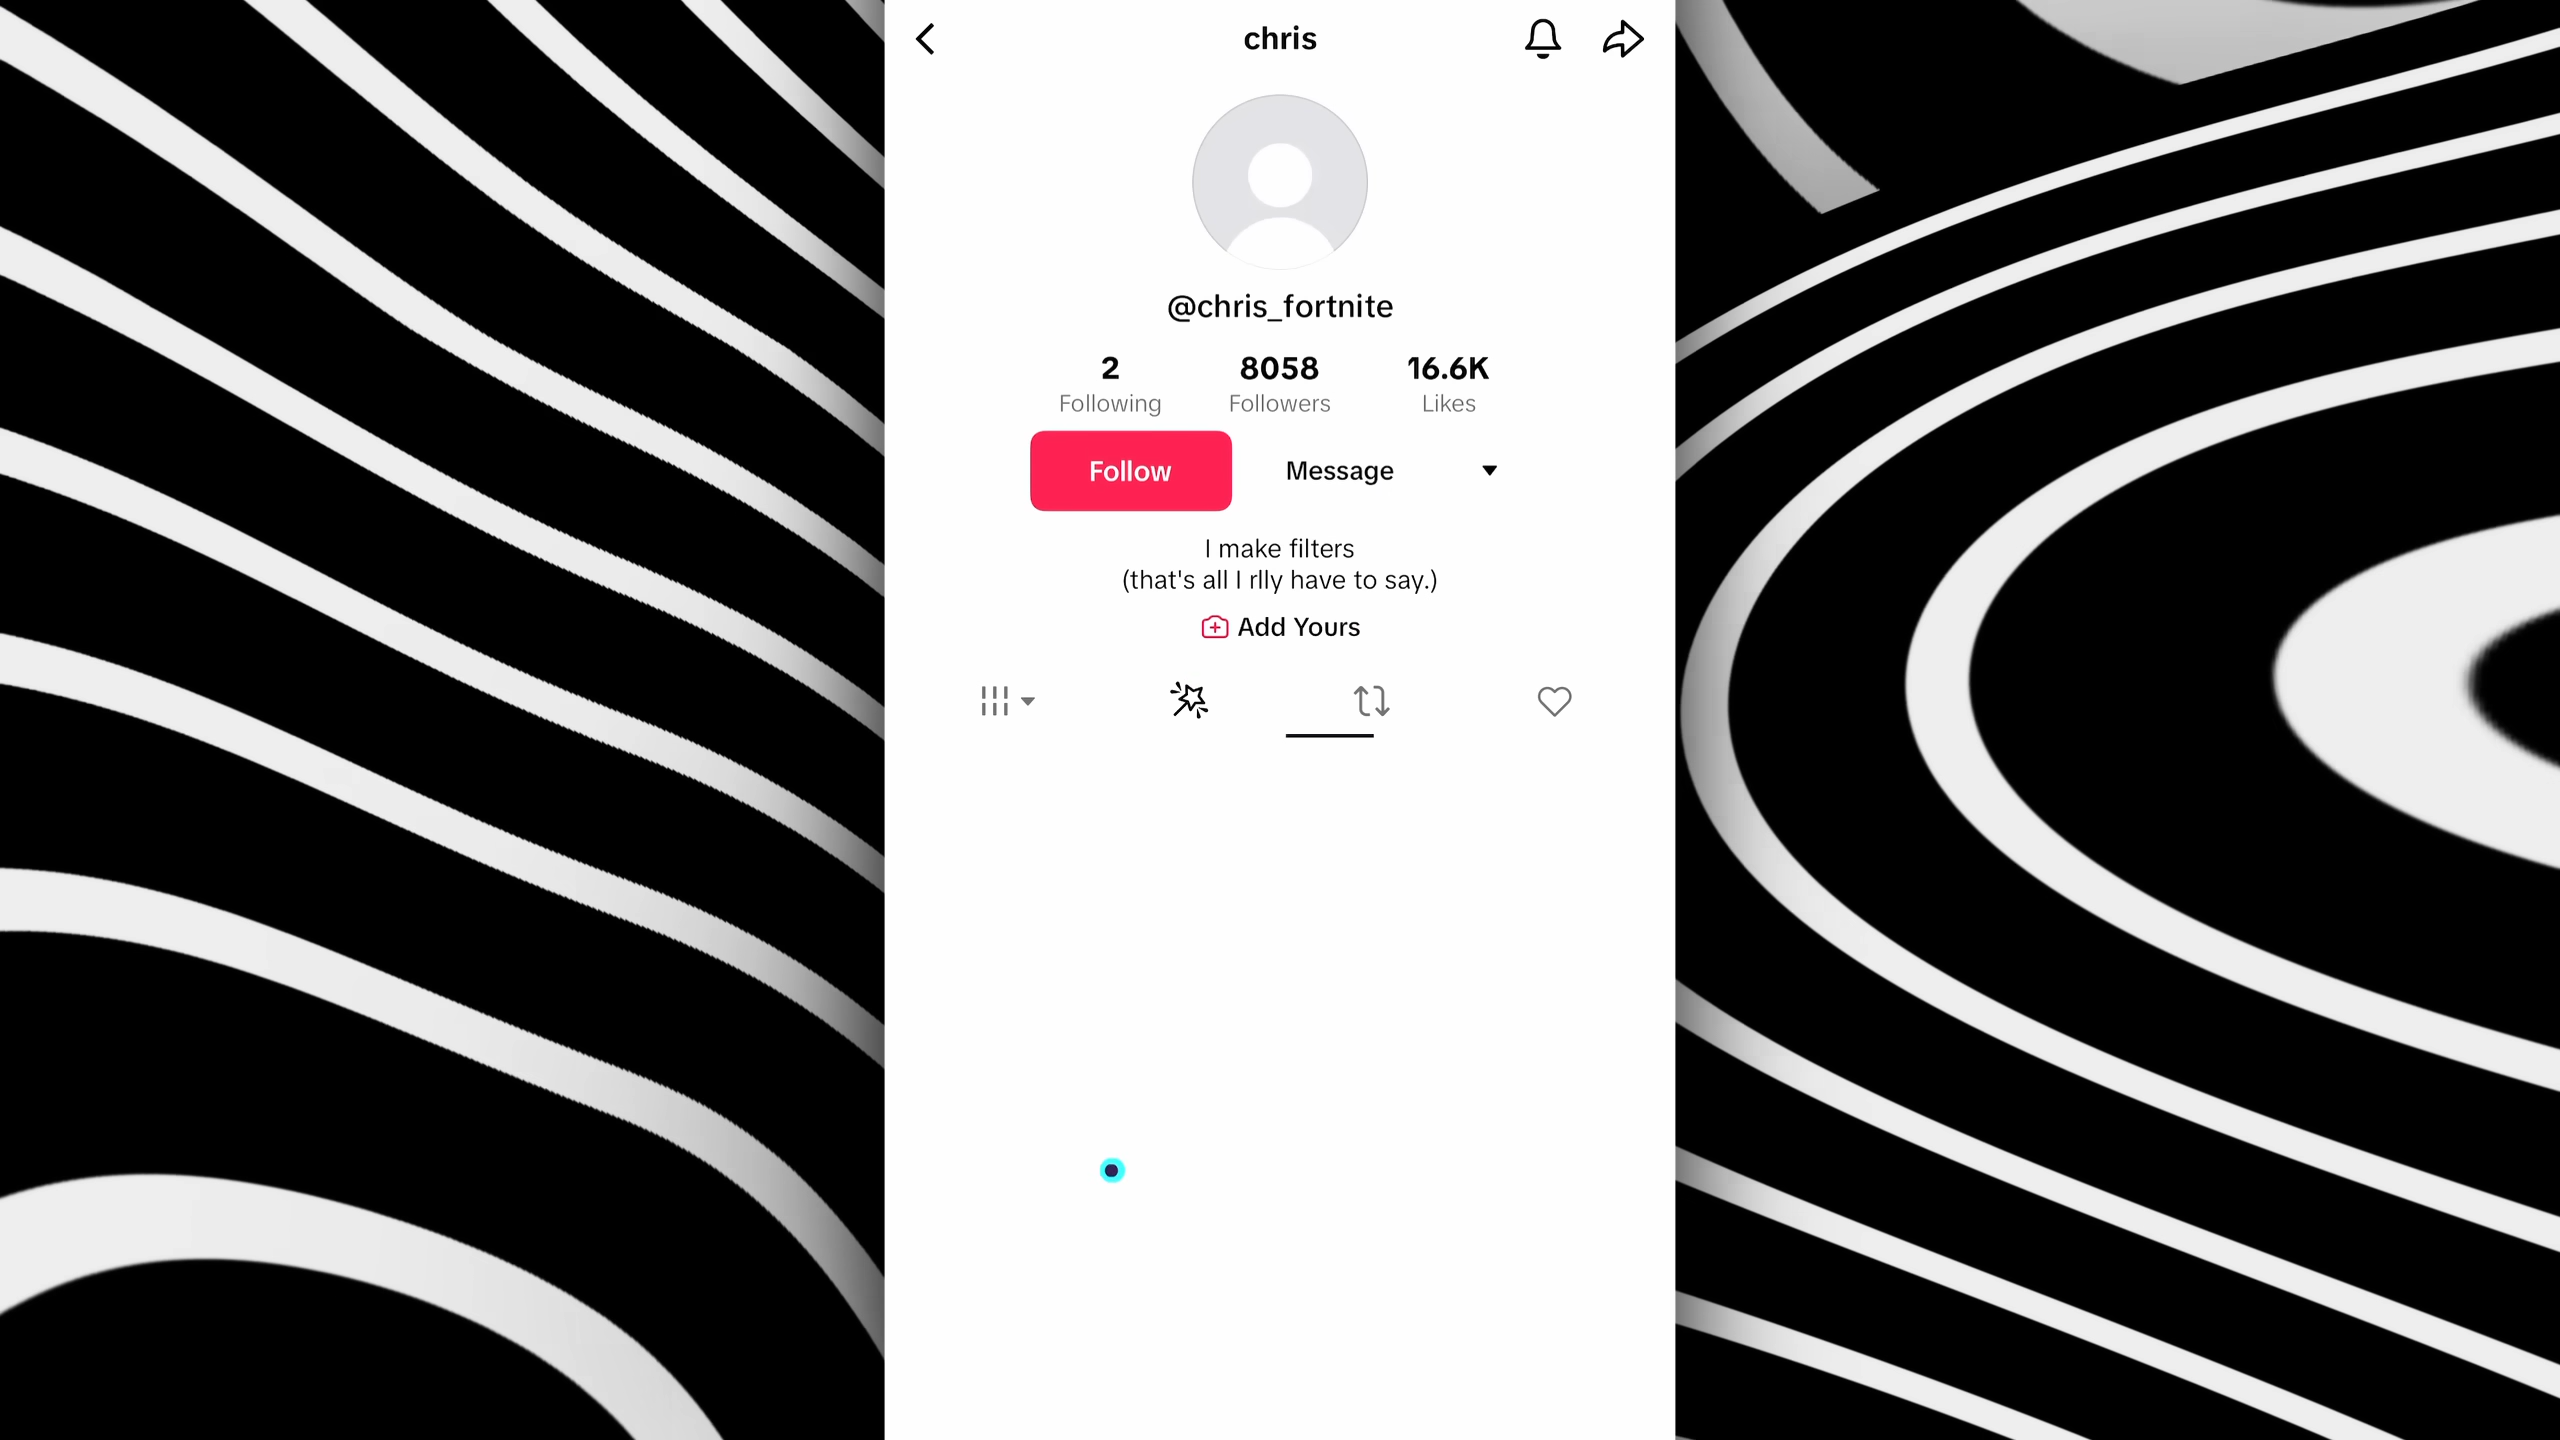 chris
@chris_fortnite
2 8058 16.6K
Following Followers Likes
Follow Message
I make filters
(that's all I rlly have to say.)
Add Yours